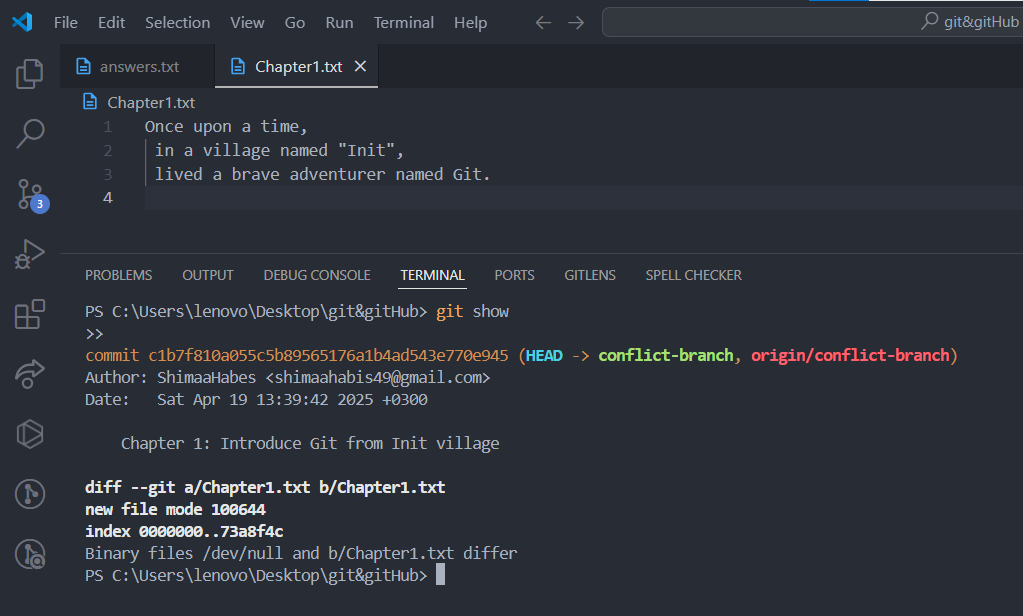 File Edit Selection View Go Run Terminal Help git&gitHub
answers.txt Chapter1.txt
Chapter1.txt
1 Once upon a time,
2 in a village named "Init",
3 lived a brave adventurer named Git.
4
3
PROBLEMS OUTPUT DEBUG CONSOLE TERMINAL PORTS GITLENS SPELL CHECKER
PS C:\Users\lenovo\Desktop\git&gitHub> git show
>>
commit c1b7f810a055c5b89565176a1b4ad543e770e945 (HEAD -> conflict-branch, origin/conflict-branch)
Author: ShimaaHabes <shimaahabis49@gmail.com>
Date:   Sat Apr 19 13:39:42 2025 +0300
    Chapter 1: Introduce Git from Init village
diff --git a/Chapter1.txt b/Chapter1.txt
new file mode 100644
index 0000000..73a8f4c
Binary files /dev/null and b/Chapter1.txt differ
PS C:\Users\lenovo\Desktop\git&gitHub>